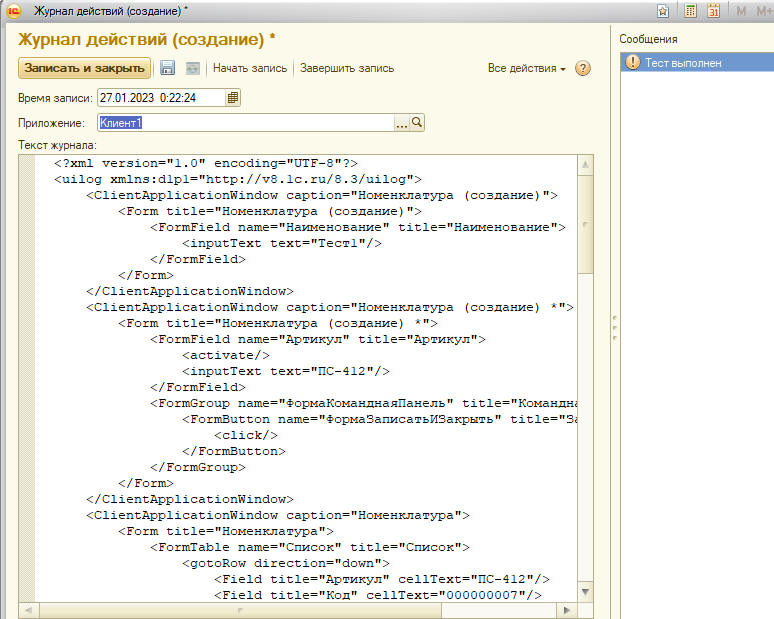 Журнал действий (создание) *
M M+
Журнал действий (создание) *
Записать и закрыть Начать запись Завершить запись Все действия
Время записи: 27.01.2023 0:22:24
Приложение: Клиент1
Текст журнала:
<?xml version="1.0" encoding="UTF-8"?>
<uilog xmlns:d1p1="http://v8.1c.ru/8.3/uilog">
<ClientApplicationWindow caption="Номенклатура (создание)">
<Form title="Номенклатура (создание)">
<FormField name="Наименование" title="Наименование">
<inputText text="Тест1"/>
</FormField>
</Form>
</ClientApplicationWindow>
<ClientApplicationWindow caption="Номенклатура (создание) *">
<Form title="Номенклатура (создание) *">
<FormField name="Артикул" title="Артикул">
<activate/>
<inputText text="ПС-412"/>
</FormField>
<FormGroup name="ФормаКоманднаяПанель" title="Командна
<FormButton name="ФормаЗаписатьИЗакрыть" title="За
<click/>
</FormButton>
</FormGroup>
</Form>
</ClientApplicationWindow>
<ClientApplicationWindow caption="Номенклатура">
<Form title="Номенклатура">
<FormTable name="Список" title="Список">
<gotoRow direction="down">
<Field title="Артикул" cellText="ПС-412"/>
<Field title="Код" cellText="000000007"/>
Сообщения
Тест выполнен